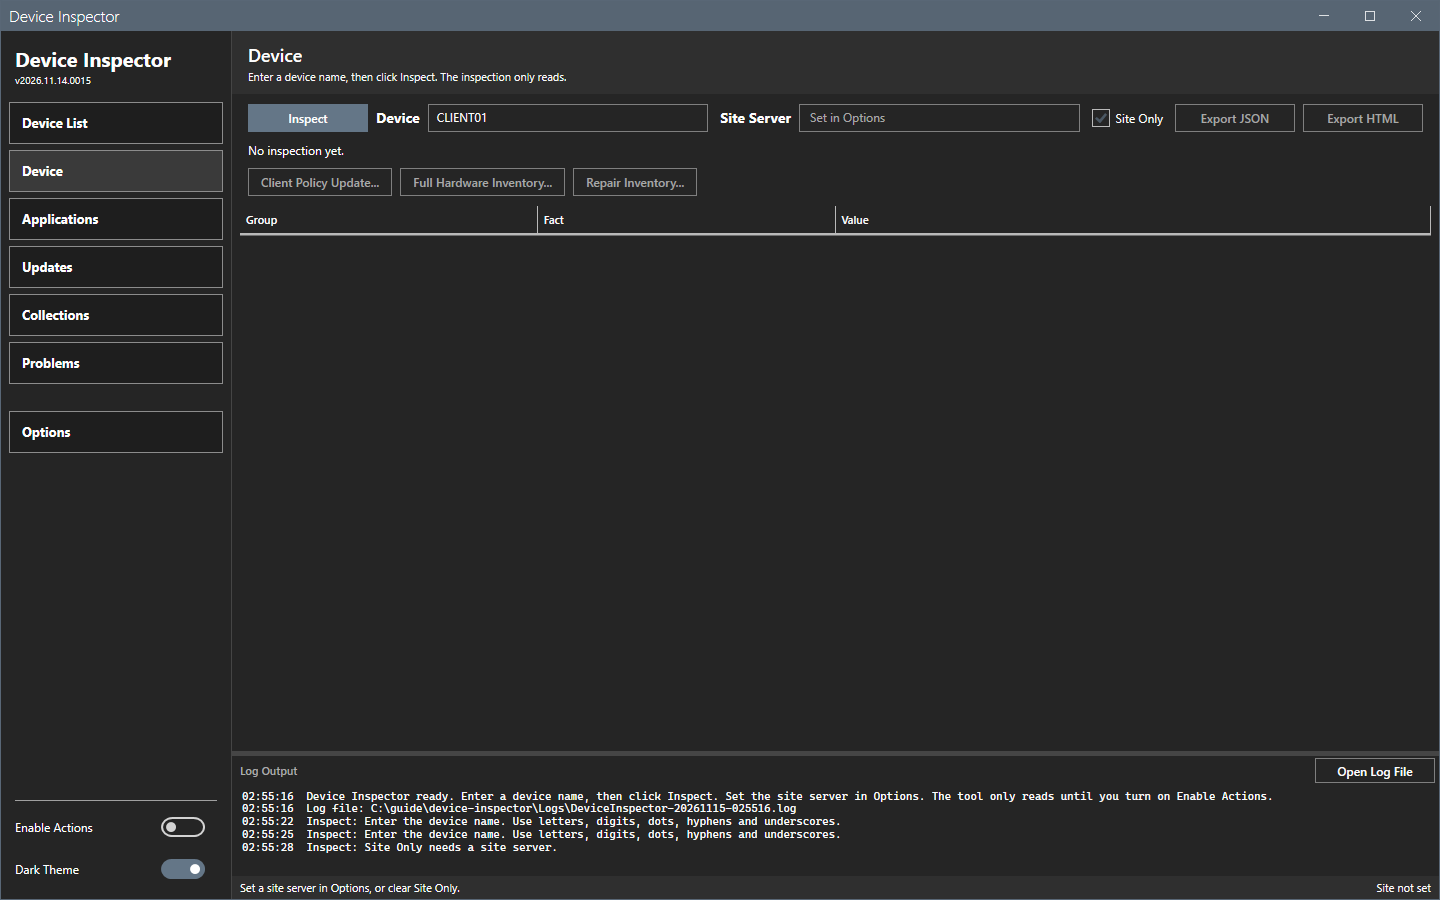 Device Inspector
Device Inspector
v2026.11.14.0015
Device List
Device
Applications
Updates
Collections
Problems
Options
Enable Actions
Dark Theme
Device
Enter a device name, then click Inspect. The inspection only reads.
Inspect Device CLIENT01 Site Server Set in Options Site Only Export JSON Export HTML
No inspection yet.
Client Policy Update... Full Hardware Inventory... Repair Inventory...
Group Fact Value
Log Output Open Log File
02:55:16 Device Inspector ready. Enter a device name, then click Inspect. Set the site server in Options. The tool only reads until you turn on Enable Actions.
02:55:16 Log file: C:\guide\device-inspector\Logs\DeviceInspector-20261115-025516.log
02:55:22 Inspect: Enter the device name. Use letters, digits, dots, hyphens and underscores.
02:55:25 Inspect: Enter the device name. Use letters, digits, dots, hyphens and underscores.
02:55:28 Inspect: Site Only needs a site server.
Set a site server in Options, or clear Site Only. Site not set